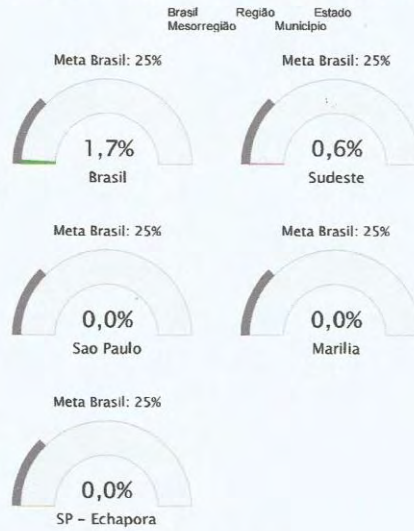 Brasil Região Estado
Mesorregião Município
Meta Brasil: 25% Meta Brasil: 25%
1,7% 0,6%
Brasil Sudeste
Meta Brasil: 25% Meta Brasil: 25%
0,0% 0,0%
Sao Paulo Marilia
Meta Brasil: 25%
0,0%
SP - Echapora